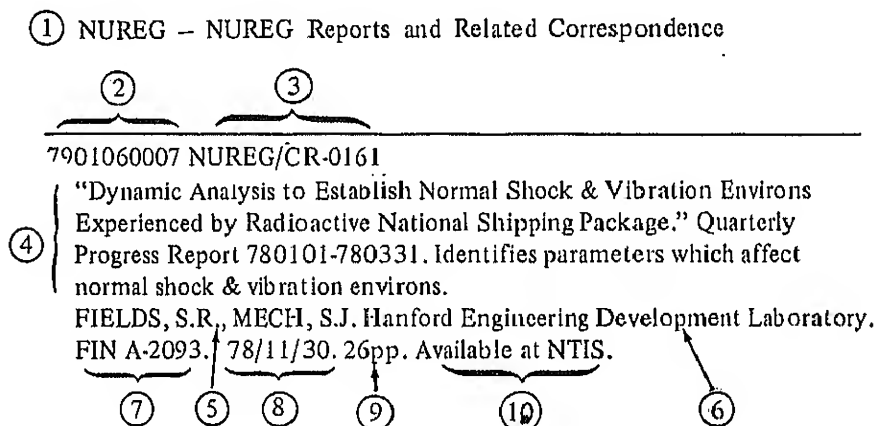 ① NUREG – NUREG Reports and Related Correspondence
② ③
7901060007 NUREG/CR-0161
"Dynamic Analysis to Establish Normal Shock & Vibration Environs
Experienced by Radioactive National Shipping Package." Quarterly
④ Progress Report 780101-780331. Identifies parameters which affect
normal shock & vibration environs.
FIELDS, S.R., MECH, S.J. Hanford Engineering Development Laboratory.
FIN A-2093. 78/11/30. 26pp. Available at NTIS.
⑦ ⑤ ⑧ ⑨ ⑩ ⑥